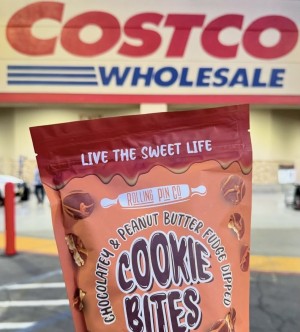 COSTCO
WHOLESALE
LIVE THE SWEET LIFE
ROLLING PIN CO
CHOCOLATEY & PEANUT BUTTER FUDGE DIPPED
COOKIE
BITES